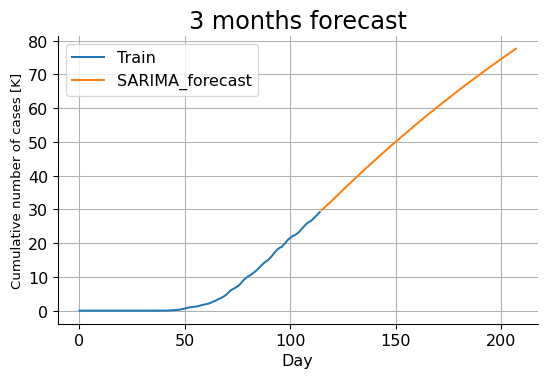 3 months forecast
Train
SARIMA_forecast
Cumulative number of cases [K]
80
70
60
50
40
30
20
10
0
0 50 100 150 200
Day